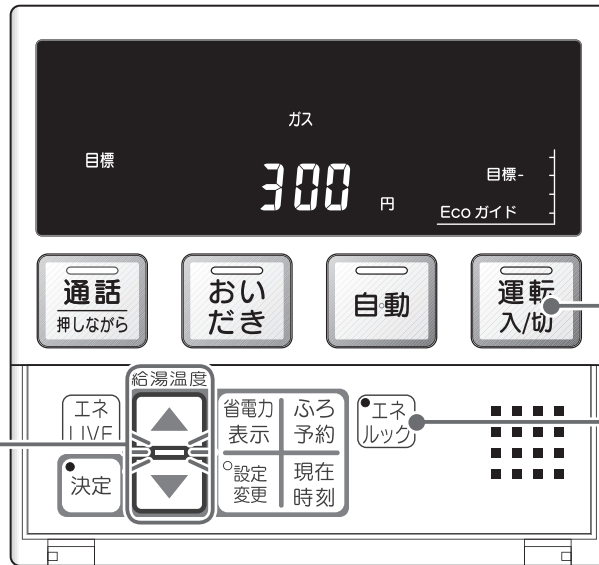 ガス
目標
300
円
目標-
Ecoガイド
通話
押しながら
おい
だき
自動
運転
入/切
給湯温度
エネ
LIVE
決定
省電力
表示
ふろ
予約
設定
変更
現在
時刻
エネ
ルック